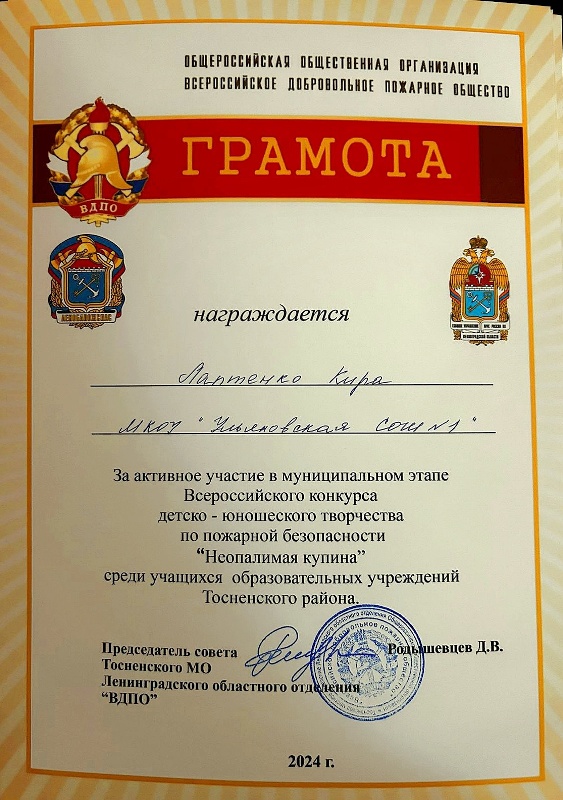 ОБЩЕРОССИЙСКАЯ ОБЩЕСТВЕННАЯ ОРГАНИЗАЦИЯ
ВСЕРОССИЙСКОЕ ДОБРОВОЛЬНОЕ ПОЖАРНОЕ ОБЩЕСТВО
ГРАМОТА
ВДПО
награждается
Лаптенко Кира
МКОУ "Ульяновская СОШ №1"
За активное участие в муниципальном этапе
Всероссийского конкурса
детско - юношеского творчества
по пожарной безопасности
“Неопалимая купина”
среди учащихся образовательных учреждений
Тосненского района.
Председатель совета Родышевцев Д.В.
Тосненского МО
Ленинградского областного отделения
“ВДПО”
2024 г.